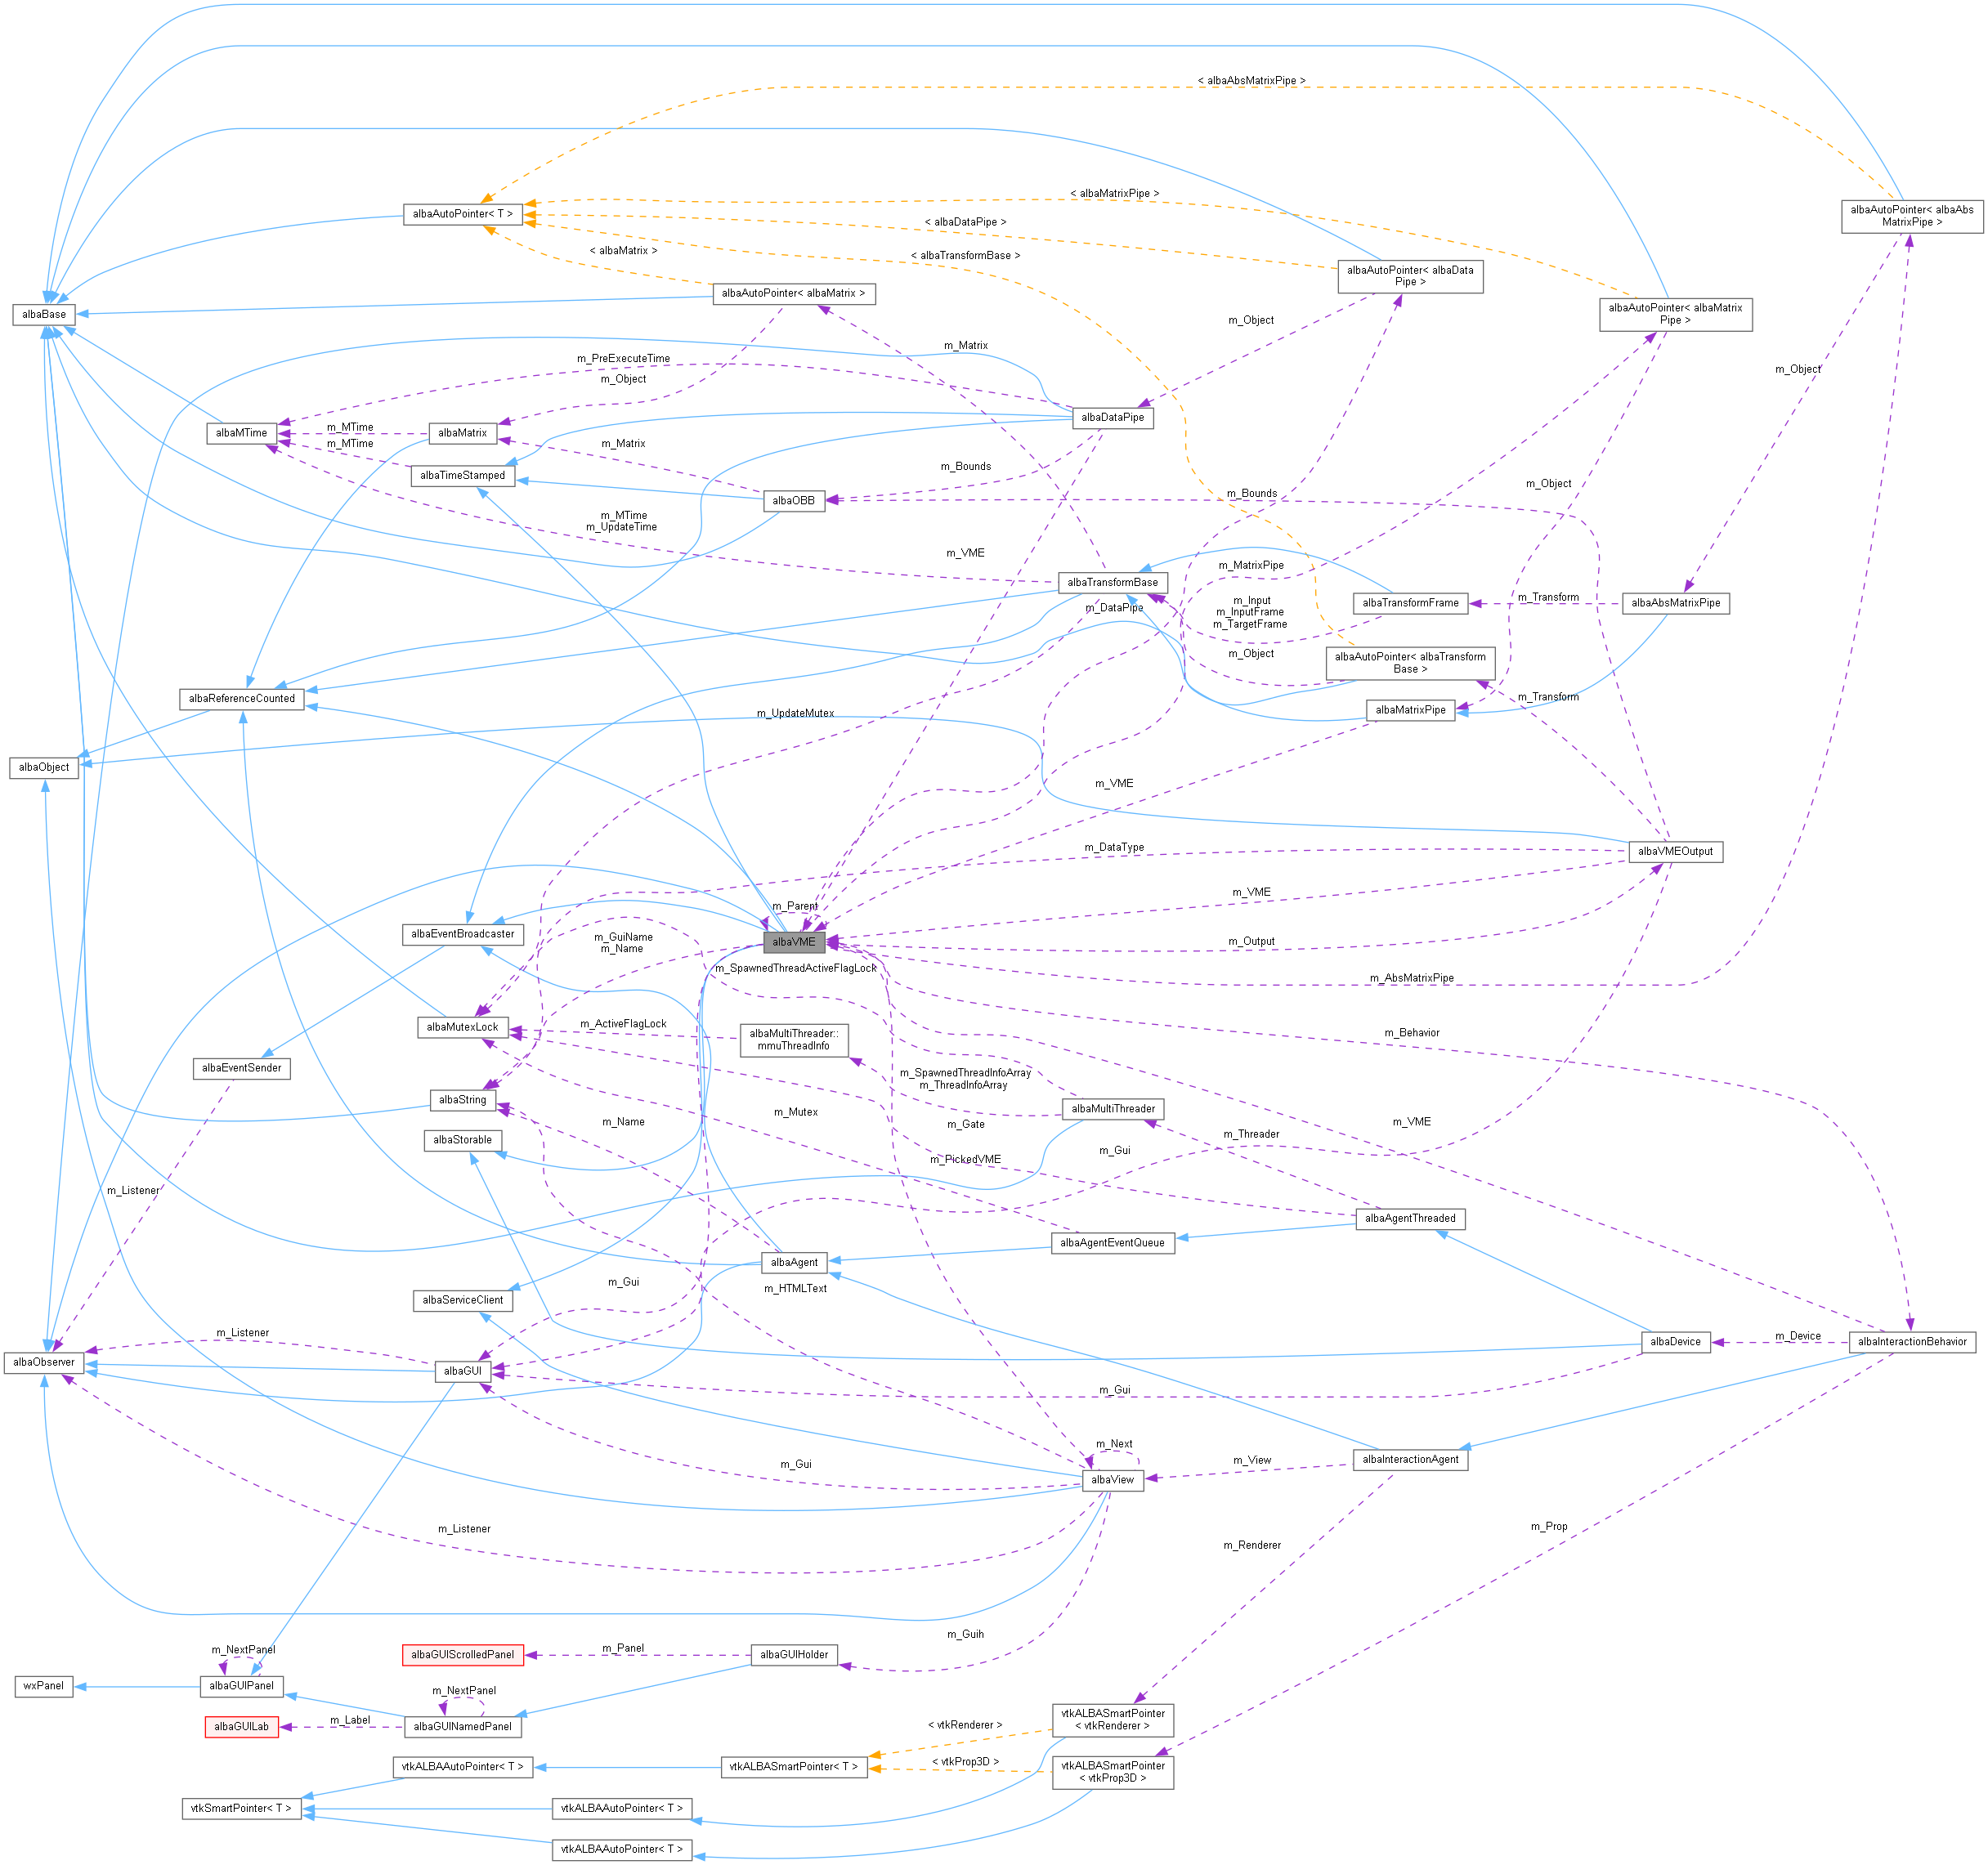 < albaAbsMatrixPipe >
< albaMatrixPipe >
albaAutoPointer< T >
albaAutoPointer< albaAbs
MatrixPipe >
< albaDataPipe >
< albaMatrix >
< albaTransformBase >
albaAutoPointer< albaData
Pipe >
albaAutoPointer< albaMatrix >
albaBase
albaAutoPointer< albaMatrix
Pipe >
m_Object
m_Matrix
m_PreExecuteTime
m_Object
m_Object
albaDataPipe
albaMTime
m_MTime
albaMatrix
m_MTime
m_Matrix
albaTimeStamped
m_Bounds
m_Object
albaOBB
m_Bounds
m_MTime
m_UpdateTime
m_VME
m_MatrixPipe
albaTransformBase
m_DataPipe
m_Input
m_InputFrame
m_TargetFrame
albaTransformFrame
m_Transform
albaAbsMatrixPipe
m_Object
albaAutoPointer< albaTransform
Base >
albaReferenceCounted
m_UpdateMutex
albaMatrixPipe
m_Transform
albaObject
m_VME
m_DataType
albaVMEOutput
m_VME
m_Parent
albaEventBroadcaster
m_GuiName
m_Name
albaVME
m_Output
m_SpawnedThreadActiveFlagLock
m_AbsMatrixPipe
albaMutexLock
m_ActiveFlagLock
albaMultiThreader::
mmuThreadInfo
m_Behavior
albaEventSender
m_SpawnedThreadInfoArray
m_ThreadInfoArray
albaString
albaMultiThreader
m_Name
m_Mutex
m_Gate
m_VME
albaStorable
m_Threader
m_Gui
m_PickedVME
m_Listener
albaAgentThreaded
albaAgentEventQueue
albaAgent
m_Gui
m_HTMLText
albaServiceClient
m_Listener
m_Device
albaDevice
albaInteractionBehavior
albaObserver
albaGUI
m_Gui
m_Next
m_Gui
m_View
albaInteractionAgent
albaView
m_Listener
m_Prop
m_Renderer
m_Guih
m_NextPanel
albaGUIScrolledPanel
m_Panel
albaGUIHolder
wxPanel
albaGUIPanel
m_NextPanel
albaGUILab
m_Label
albaGUINamedPanel
vtkALBASmartPointer
< vtkRenderer >
< vtkRenderer >
vtkALBAAutoPointer< T >
vtkALBASmartPointer< T >
< vtkProp3D >
vtkALBASmartPointer
< vtkProp3D >
vtkSmartPointer< T >
vtkALBAAutoPointer< T >
vtkALBAAutoPointer< T >